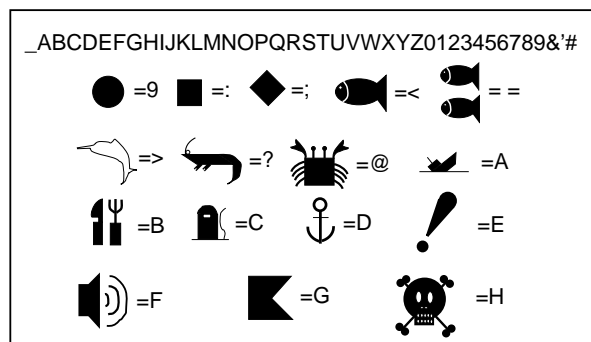 _ABCDEFGHIJKLMNOPQRSTUVWXYZ0123456789&'#
=9 =: =; =< = =
=> =? =@ =A
=B =C =D =E
=F =G =H